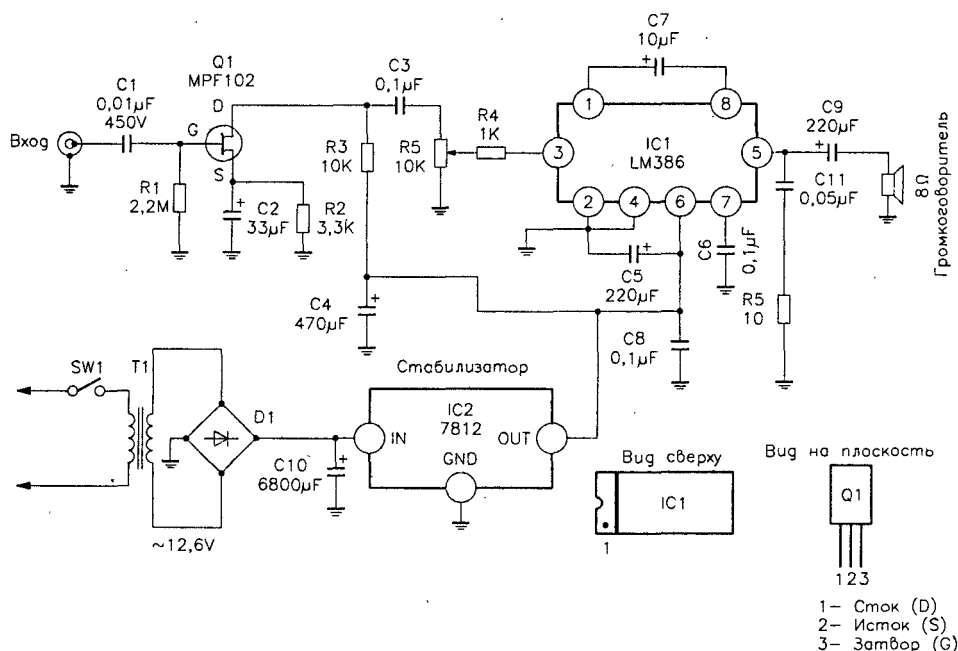 C7
10μF
Q1
MPF102
C3
0,1μF
C1
0,01μF
450V
D
1
8
C9
220μF
R4
1K
Вход
G
R3
10K
R5
10K
3
IC1
LM386
5
S
R1
2,2M
C2
33μF
R2
3,3K
2
4
6
7
C11
0,05μF
8Ω
Громкоговоритель
C6
0,1μF
C5
220μF
R5
10
C4
470μF
C8
0,1μF
SW1
T1
Стабилизатор
D1
IC2
7812
IN
OUT
GND
C10
6800μF
Вид сверху
IC1
1
Вид на плоскость
Q1
~12,6V
123
1– Сток (D)
2– Исток (S)
3– Затвор (G)